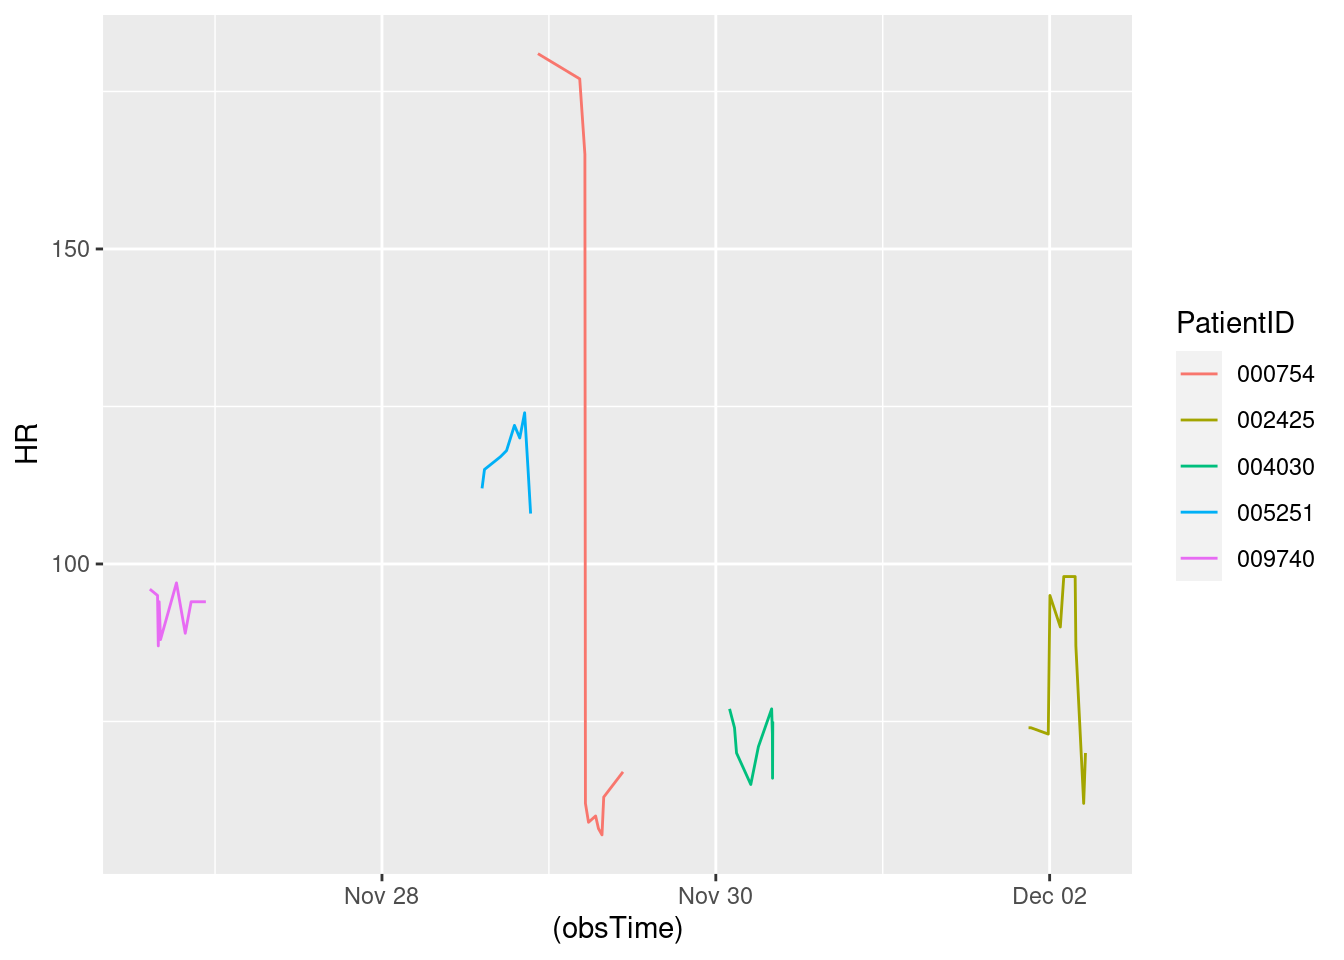 HR
150
100
Nov 28
Nov 30
Dec 02
(obsTime)
PatientID
000754
002425
004030
005251
009740